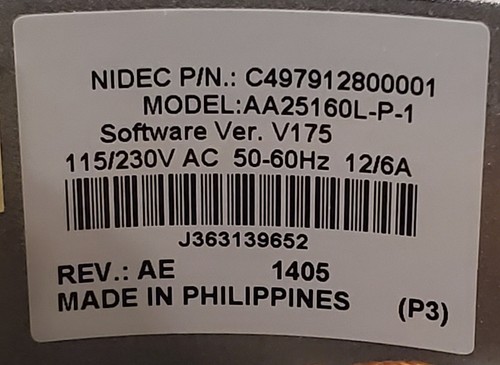 NIDEC P/N.: C497912800001
MODEL:AA25160L-P-1
Software Ver. V175
115/230V AC 50-60Hz 12/6A
J363139652
REV.: AE 1405
MADE IN PHILIPPINES (P3)